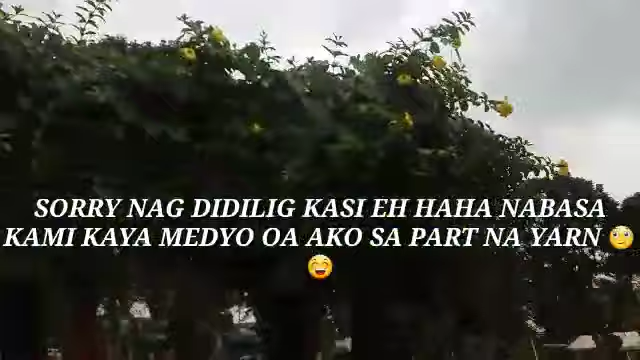 SORRY NAG DIDILIG KASI EH HAHA NABASA
KAMI KAYA MEDYO OA AKO SA PART NA YARN 🙄
😅